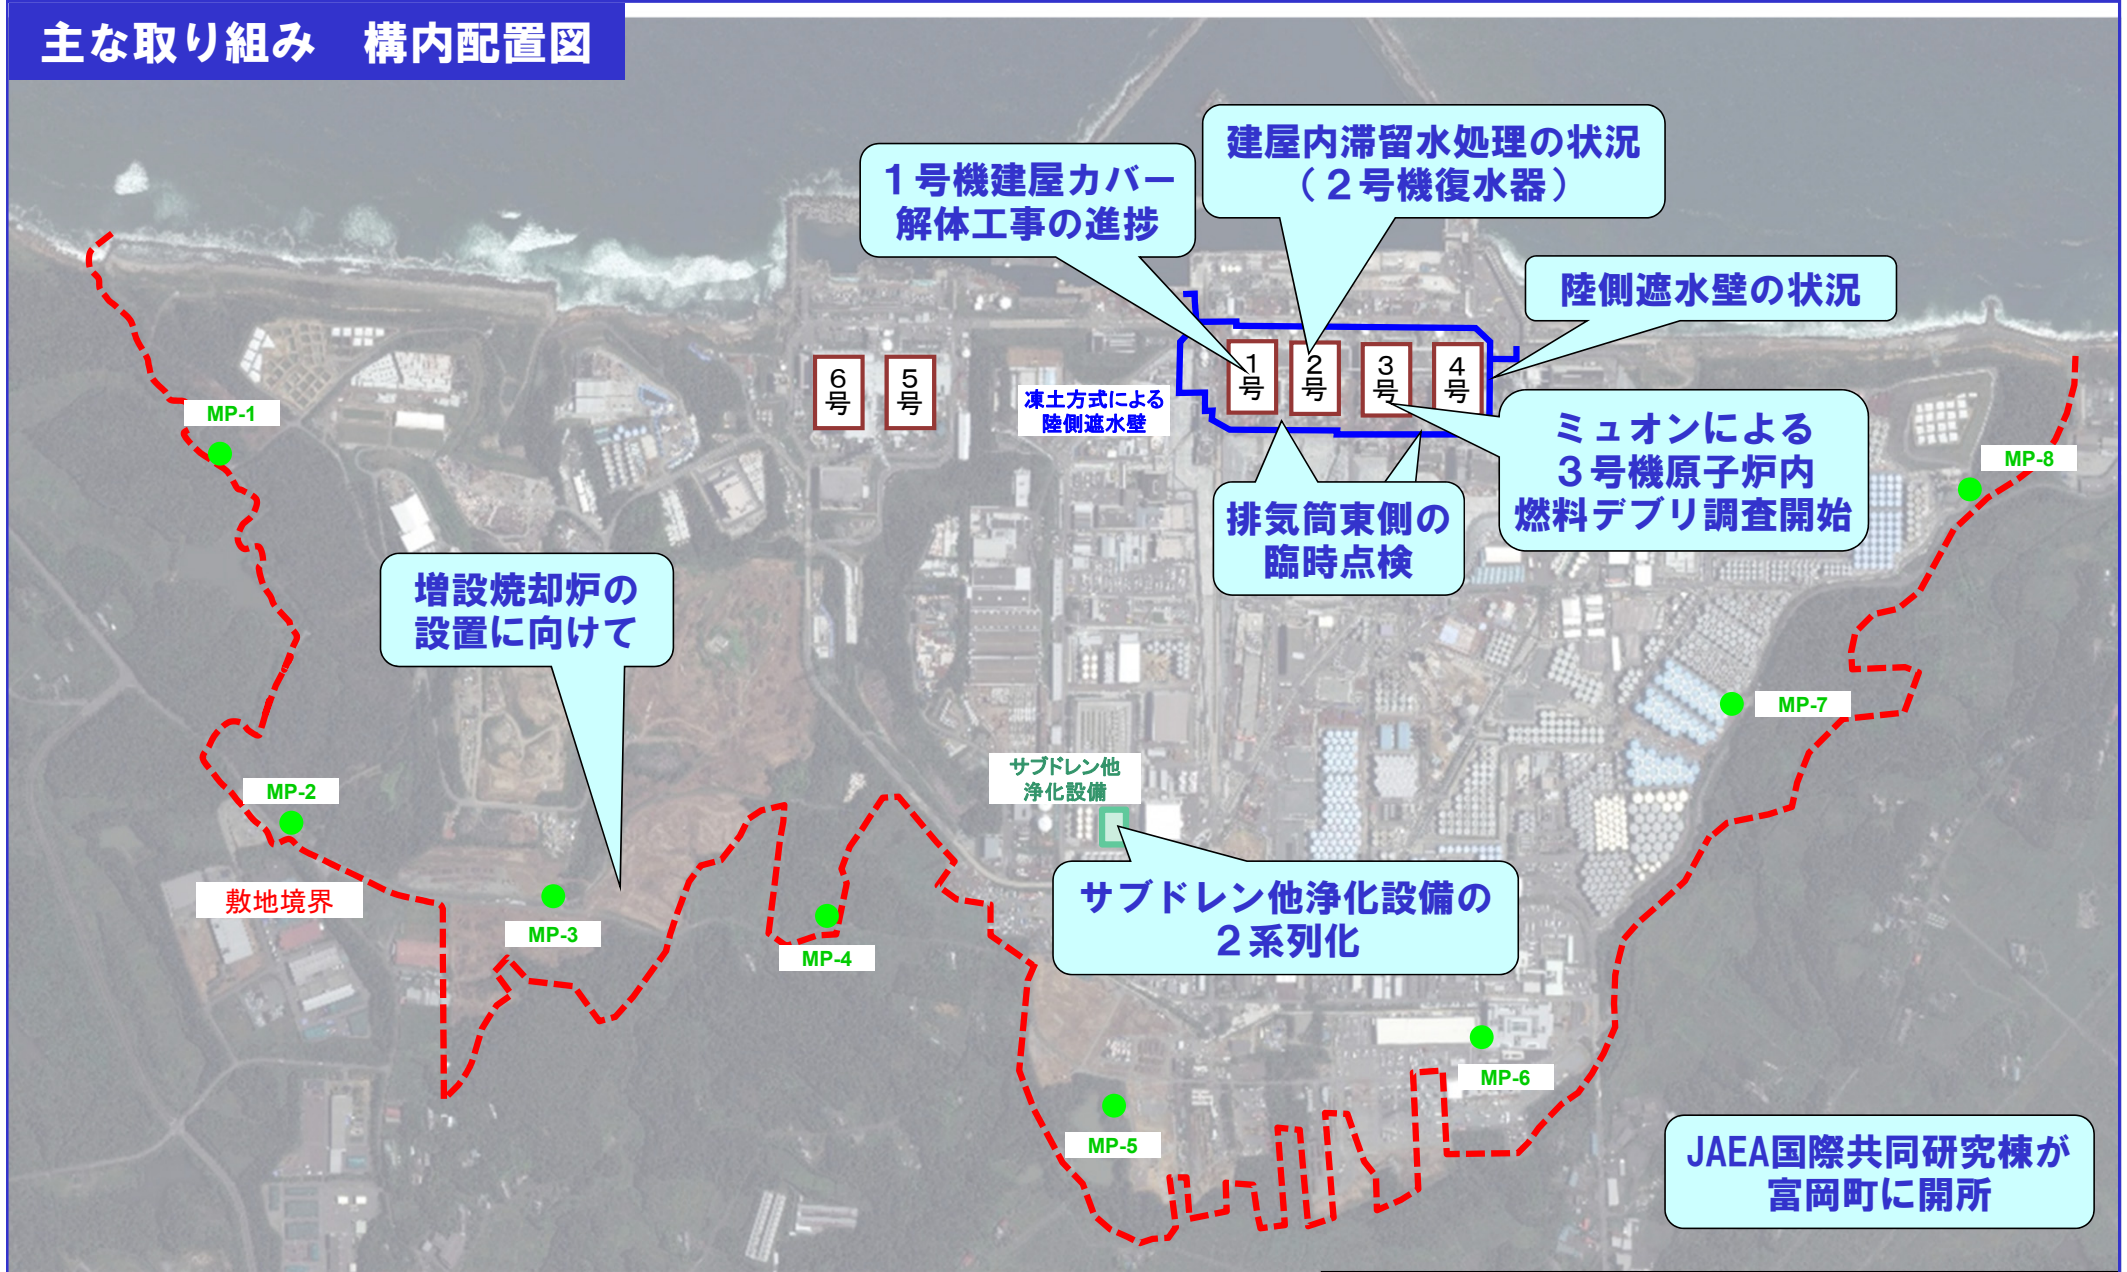 主な取り組み　構内配置図
建屋内滞留水処理の状況
（２号機復水器）
１号機建屋カバー
解体工事の進捗
陸側遮水壁の状況
6
号
5
号
1
号
2
号
3
号
4
号
凍土方式による
陸側遮水壁
MP-1
ミュオンによる
３号機原子炉内
燃料デブリ調査開始
MP-8
排気筒東側の
臨時点検
増設焼却炉の
設置に向けて
MP-7
サブドレン他
浄化設備
MP-2
敷地境界
サブドレン他浄化設備の
２系列化
MP-3
MP-4
MP-6
MP-5
JAEA国際共同研究棟が
富岡町に開所